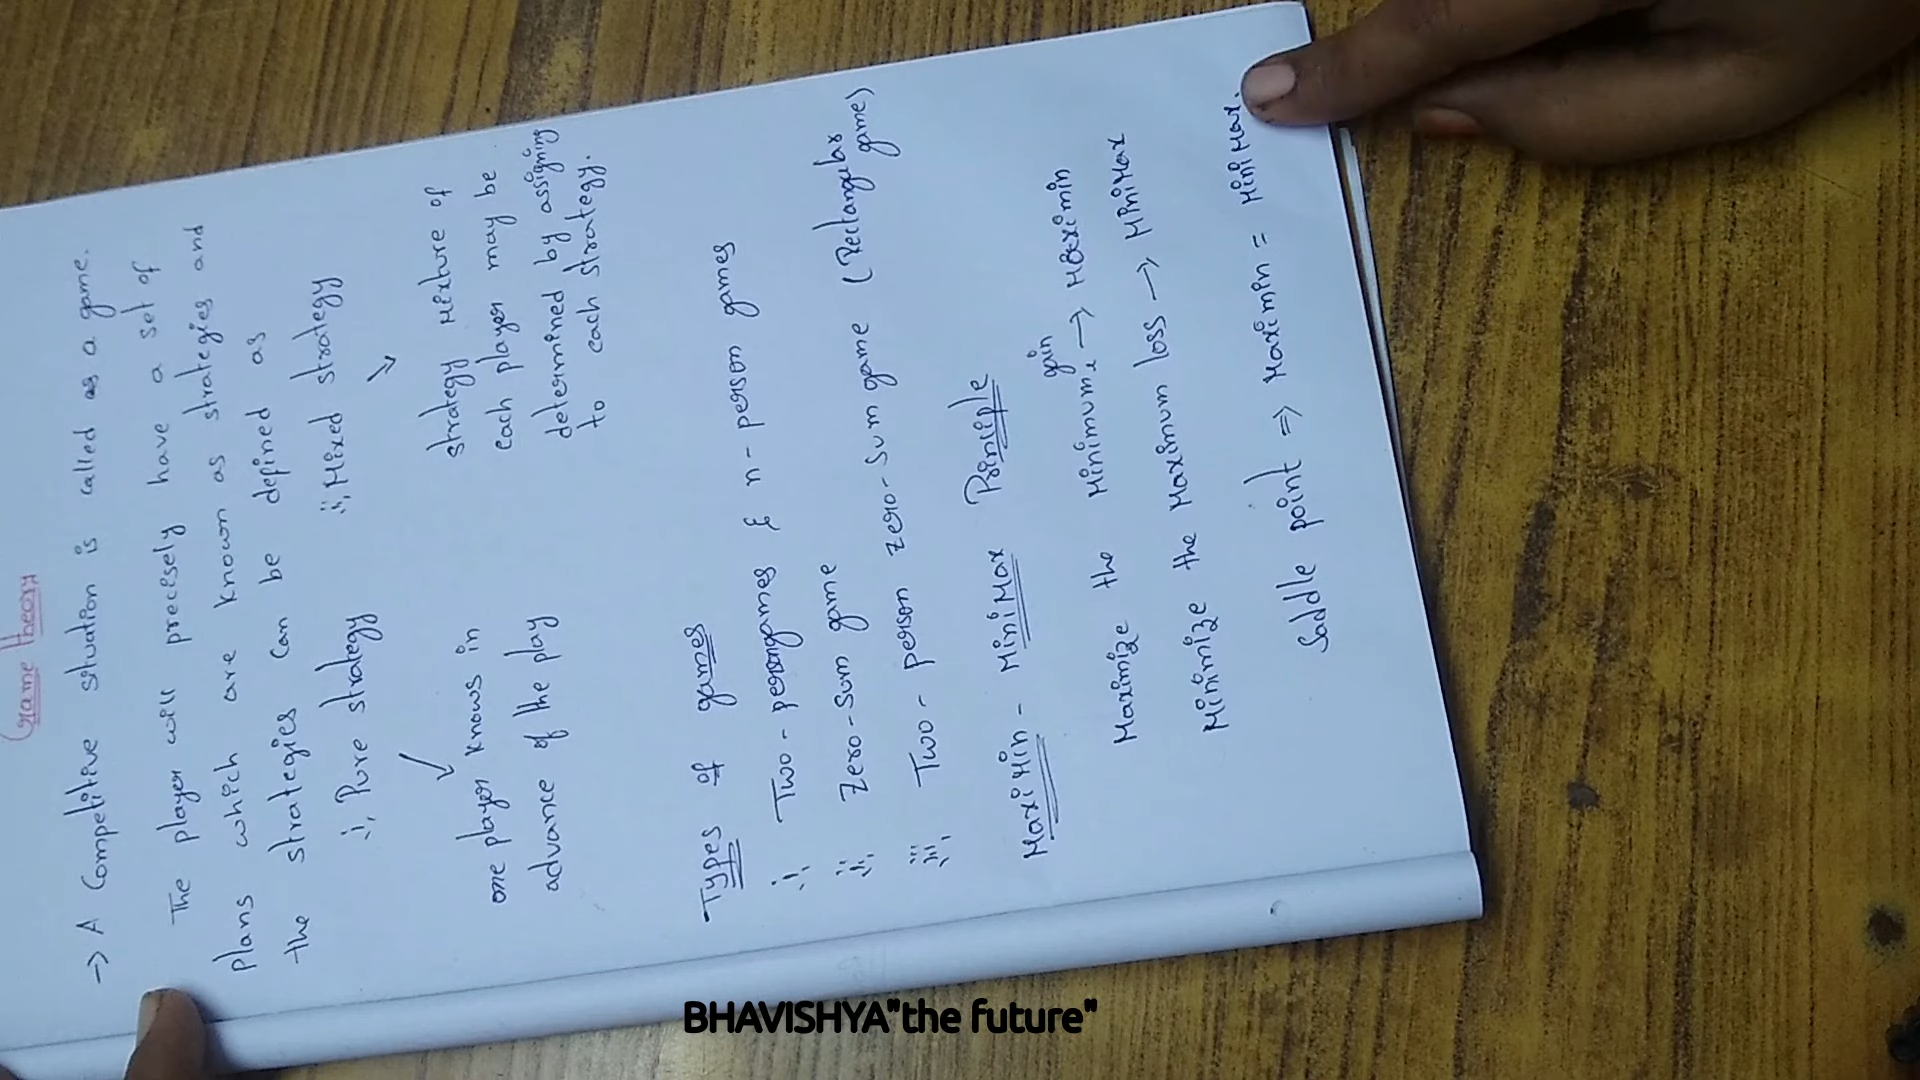 Game theory
→ A Competitive situation is called as a game.
The player will precisely have a set of
plans which are known as strategies and
the strategies can be defined as
i, Pure strategy
ii, Mixed strategy
one player knows in
advance of the play
strategy mixture of
each player may be
determined by assigning
to each strategy.
Types of games
i, Two-person games & n-person games
ii, Zero-sum game
iii, Two-person zero-sum game (Rectangular game)
Maximin - Minimax Principle
Maximize the Minimum gain → Maximin
Minimize the Maximum loss → Minimax
Saddle point ⇒ Maximin = Minimax.
BHAVISHYA"the future"